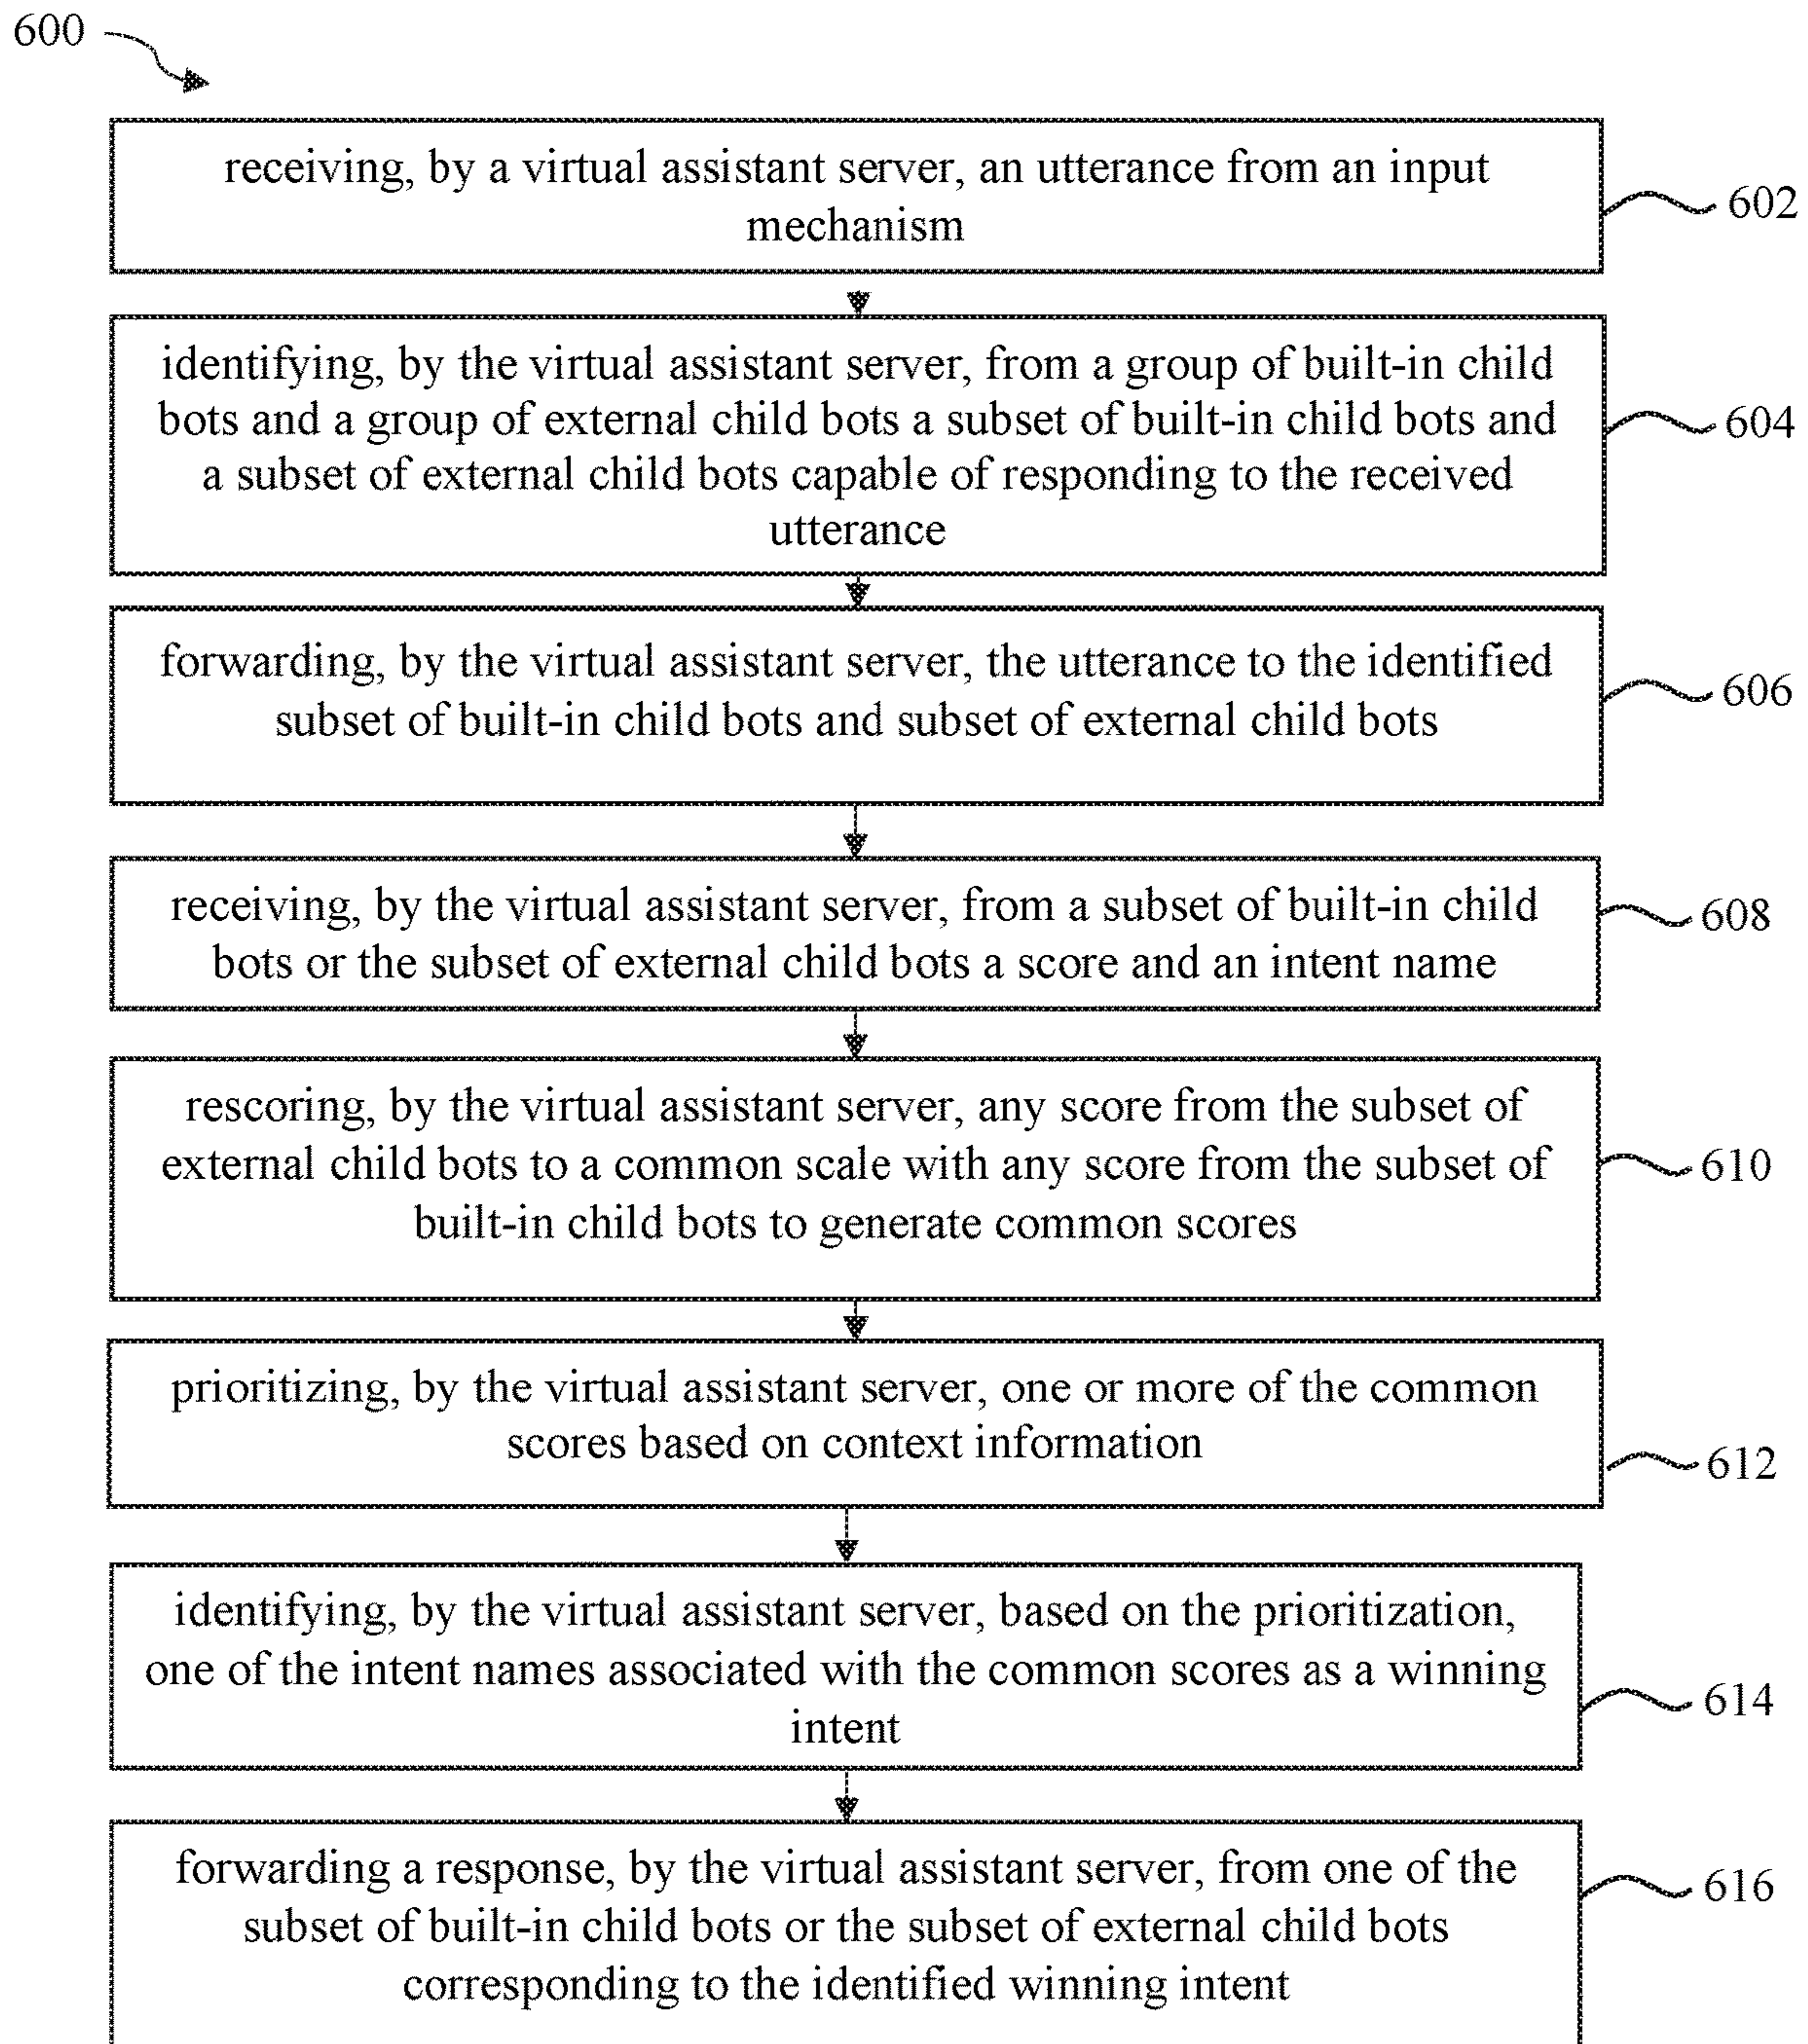 600
receiving, by a virtual assistant server, an utterance from an input
mechanism
602
identifying, by the virtual assistant server, from a group of built-in child
bots and a group of external child bots a subset of built-in child bots and
a subset of external child bots capable of responding to the received
utterance
604
forwarding, by the virtual assistant server, the utterance to the identified
subset of built-in child bots and subset of external child bots
606
receiving, by the virtual assistant server, from a subset of built-in child
bots or the subset of external child bots a score and an intent name
608
rescoring, by the virtual assistant server, any score from the subset of
external child bots to a common scale with any score from the subset of
built-in child bots to generate common scores
610
prioritizing, by the virtual assistant server, one or more of the common
scores based on context information
612
identifying, by the virtual assistant server, based on the prioritization,
one of the intent names associated with the common scores as a winning
intent
614
forwarding a response, by the virtual assistant server, from one of the
subset of built-in child bots or the subset of external child bots
corresponding to the identified winning intent
616